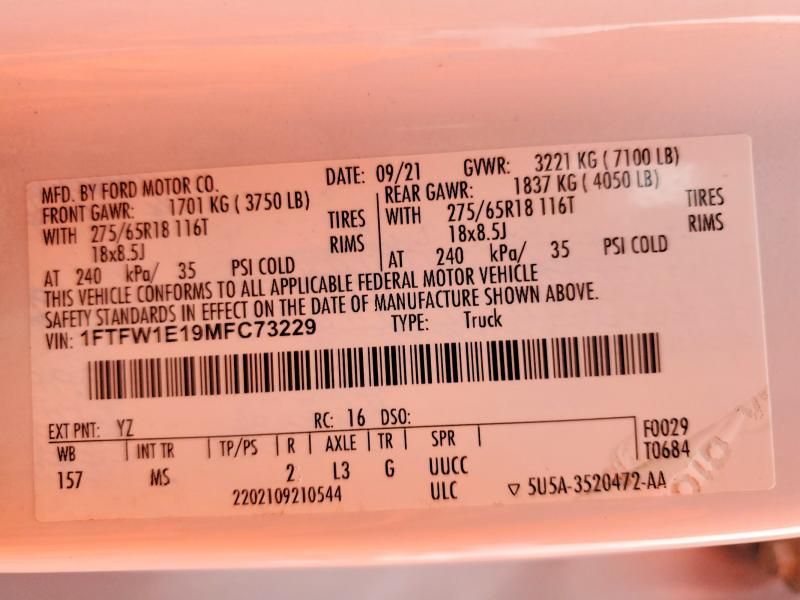 MFD. BY FORD MOTOR CO. DATE: 09/21 GVWR: 3221 KG ( 7100 LB)
FRONT GAWR: 1701 KG ( 3750 LB) REAR GAWR: 1837 KG ( 4050 LB)
WITH 275/65R18 116T TIRES WITH 275/65R18 116T TIRES
18x8.5J RIMS 18x8.5J RIMS
AT 240 kPa/ 35 PSI COLD AT 240 kPa/ 35 PSI COLD
THIS VEHICLE CONFORMS TO ALL APPLICABLE FEDERAL MOTOR VEHICLE
SAFETY STANDARDS IN EFFECT ON THE DATE OF MANUFACTURE SHOWN ABOVE.
VIN: 1FTFW1E19MFC73229 TYPE: Truck
EXT PNT: YZ RC: 16 DSO: F0029
WB INT TR TP/PS R AXLE TR SPR T0684
157 MS 2 L3 G UUCC
2202109210544 ULC ▽ 5U5A-3520472-AA